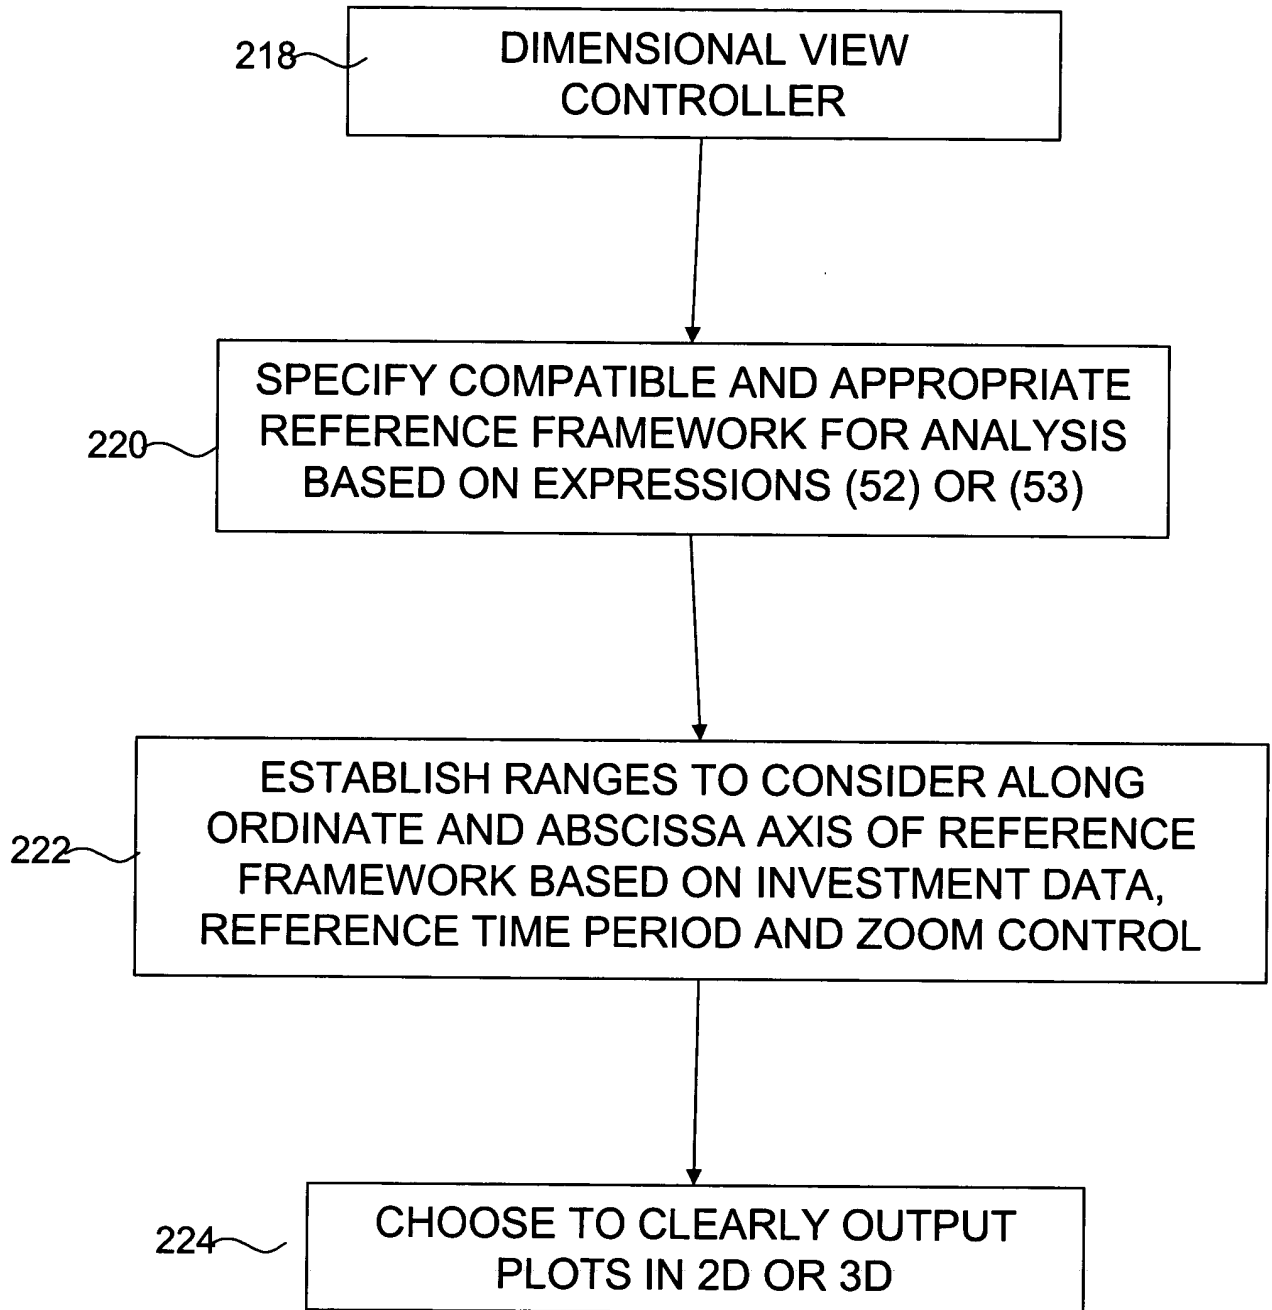 218
DIMENSIONAL VIEW
CONTROLLER
SPECIFY COMPATIBLE AND APPROPRIATE
220
REFERENCE FRAMEWORK FOR ANALYSIS
BASED ON EXPRESSIONS (52) OR (53)
ESTABLISH RANGES TO CONSIDER ALONG
ORDINATE AND ABSCISSA AXIS OF REFERENCE
222
FRAMEWORK BASED ON INVESTMENT DATA,
REFERENCE TIME PERIOD AND ZOOM CONTROL
224
CHOOSE TO CLEARLY OUTPUT
PLOTS IN 2D OR 3D